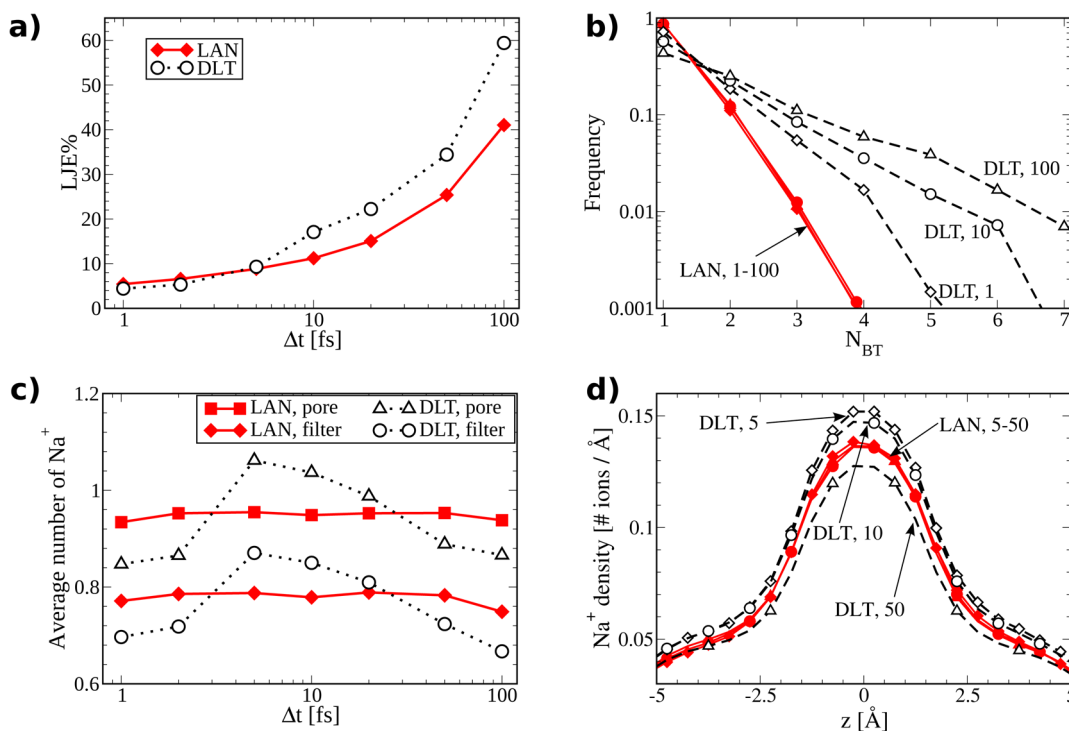 a)
60
50
40
30
20
10
0
LJE%
LAN
DLT
1
10
100
Δt [fs]
b)
1
0.1
0.01
0.001
Frequency
DLT, 100
DLT, 10
LAN, 1-100
DLT, 1
1 2 3 4 5 6 7
N_BT
c)
1.2
1
0.8
0.6
Average number of Na⁺
LAN, pore
DLT, pore
LAN, filter
DLT, filter
1
10
100
Δt [fs]
d)
0.15
0.1
0.05
Na⁺ density [# ions / Å]
DLT, 5
LAN, 5-50
DLT, 10
DLT, 50
-5 -2.5 0 2.5
z [Å]